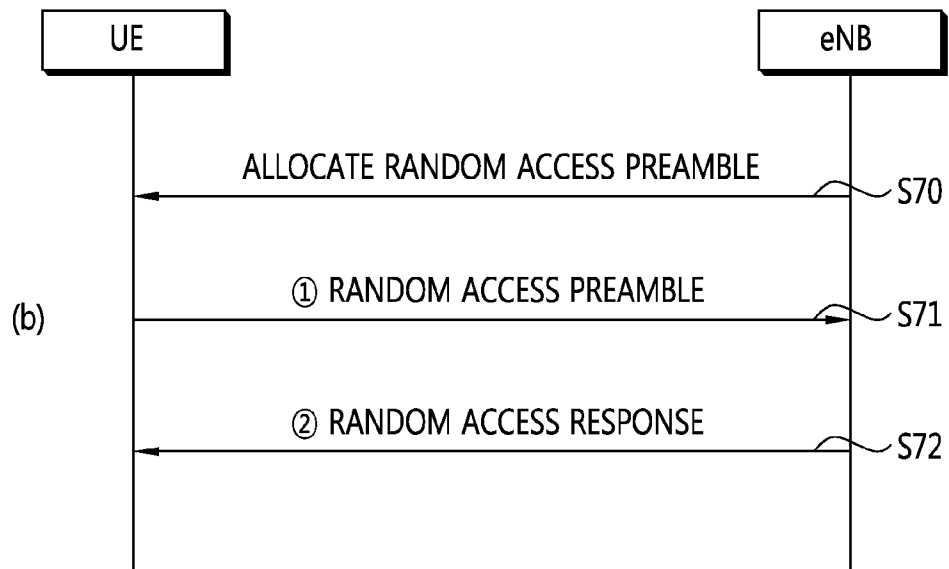 UE
eNB
ALLOCATE RANDOM ACCESS PREAMBLE
S70
① RANDOM ACCESS PREAMBLE
(b)
S71
② RANDOM ACCESS RESPONSE
S72